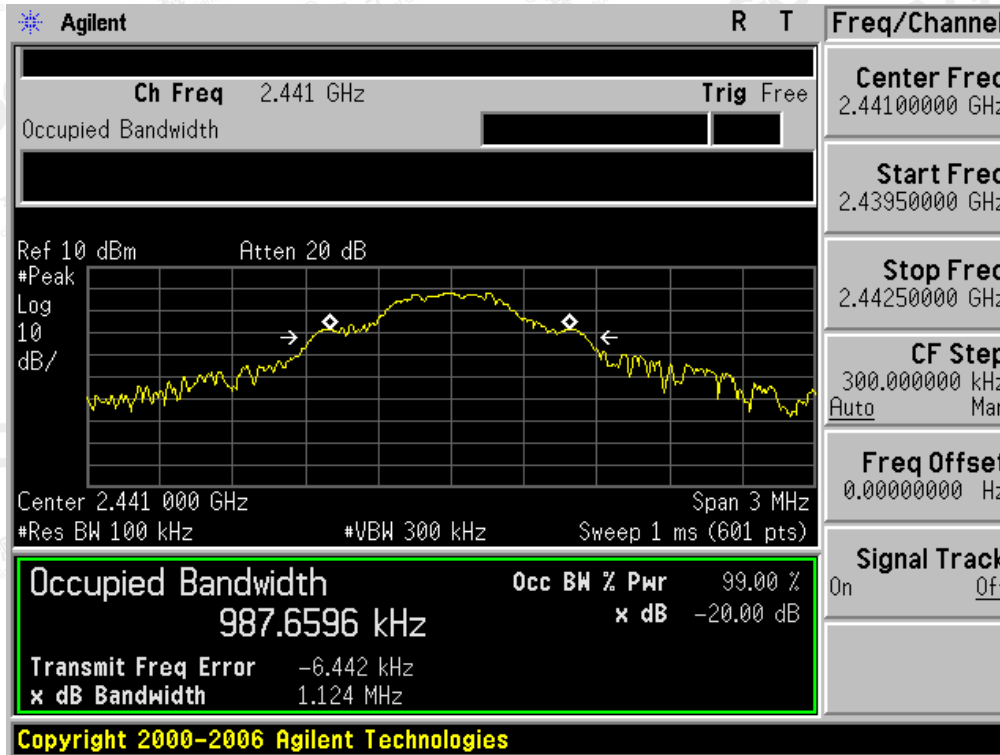 Agilent R T
Ch Freq 2.441 GHz Trig Free
Occupied Bandwidth
Ref 10 dBm Atten 20 dB
#Peak
Log
10
dB/
Center 2.441 000 GHz Span 3 MHz
#Res BW 100 kHz #VBW 300 kHz Sweep 1 ms (601 pts)
Occupied Bandwidth
987.6596 kHz
Occ BW % Pwr 99.00 %
x dB -20.00 dB
Transmit Freq Error -6.442 kHz
x dB Bandwidth 1.124 MHz
Copyright 2000-2006 Agilent Technologies
Freq/Channel
Center Freq
2.44100000 GHz
Start Freq
2.43950000 GHz
Stop Freq
2.44250000 GHz
CF Step
300.000000 kHz
Auto Man
Freq Offset
0.00000000 Hz
Signal Track
On Off